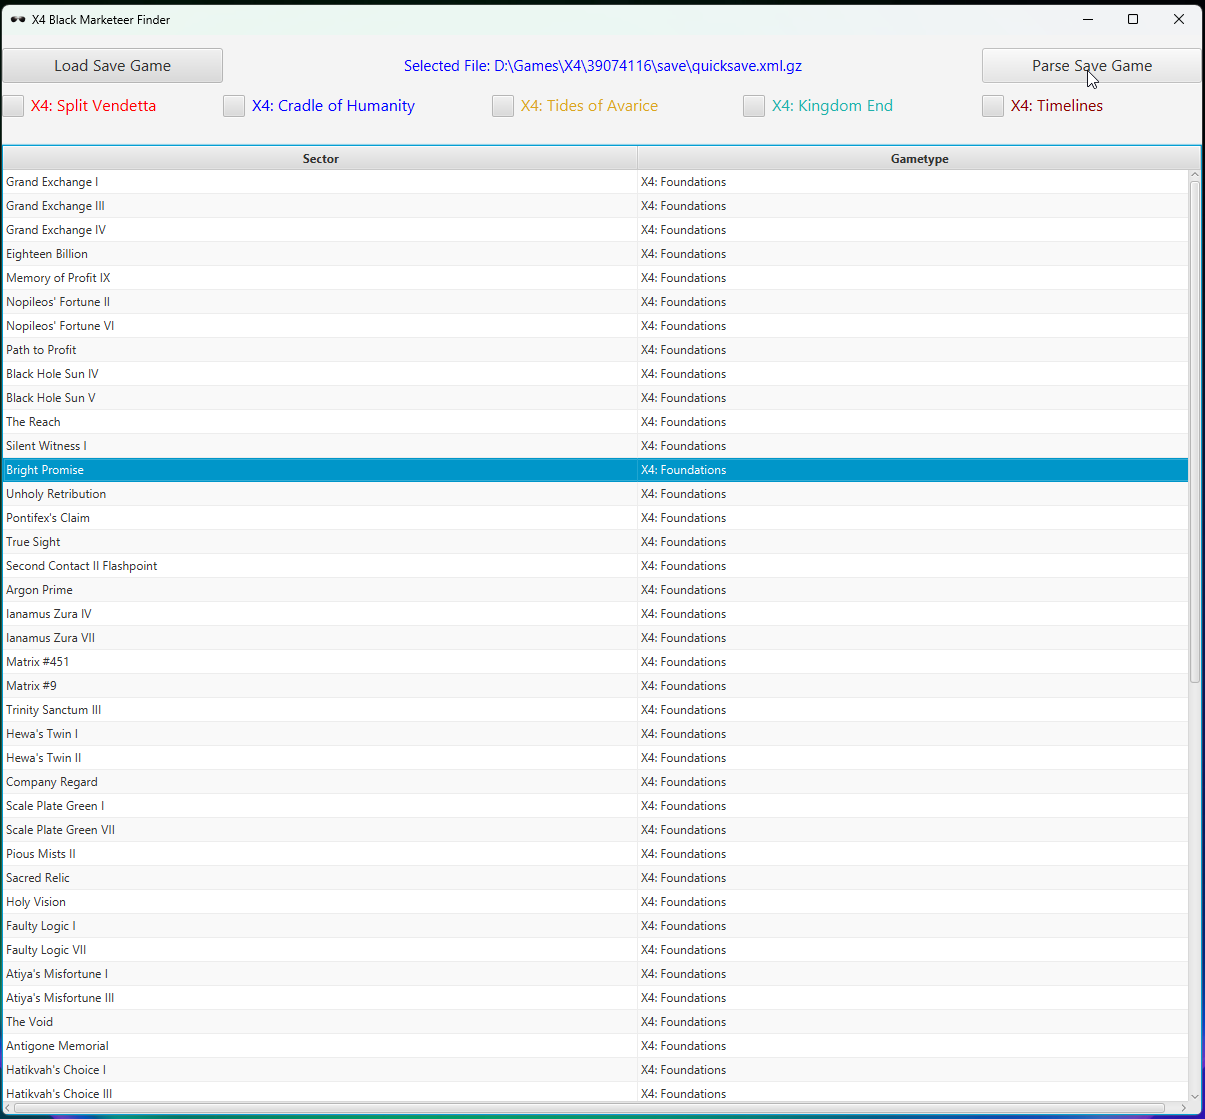 X4 Black Marketeer Finder
Load Save Game
Selected File: D:\Games\X4\39074116\save\quicksave.xml.gz
Parse Save Game
X4: Split Vendetta
X4: Cradle of Humanity
X4: Tides of Avarice
X4: Kingdom End
X4: Timelines
Sector Gametype
Grand Exchange I X4: Foundations
Grand Exchange III X4: Foundations
Grand Exchange IV X4: Foundations
Eighteen Billion X4: Foundations
Memory of Profit IX X4: Foundations
Nopileos' Fortune II X4: Foundations
Nopileos' Fortune VI X4: Foundations
Path to Profit X4: Foundations
Black Hole Sun IV X4: Foundations
Black Hole Sun V X4: Foundations
The Reach X4: Foundations
Silent Witness I X4: Foundations
Bright Promise X4: Foundations
Unholy Retribution X4: Foundations
Pontifex's Claim X4: Foundations
True Sight X4: Foundations
Second Contact II Flashpoint X4: Foundations
Argon Prime X4: Foundations
Ianamus Zura IV X4: Foundations
Ianamus Zura VII X4: Foundations
Matrix #451 X4: Foundations
Matrix #9 X4: Foundations
Trinity Sanctum III X4: Foundations
Hewa's Twin I X4: Foundations
Hewa's Twin II X4: Foundations
Company Regard X4: Foundations
Scale Plate Green I X4: Foundations
Scale Plate Green VII X4: Foundations
Pious Mists II X4: Foundations
Sacred Relic X4: Foundations
Holy Vision X4: Foundations
Faulty Logic I X4: Foundations
Faulty Logic VII X4: Foundations
Atiya's Misfortune I X4: Foundations
Atiya's Misfortune III X4: Foundations
The Void X4: Foundations
Antigone Memorial X4: Foundations
Hatikvah's Choice I X4: Foundations
Hatikvah's Choice III X4: Foundations